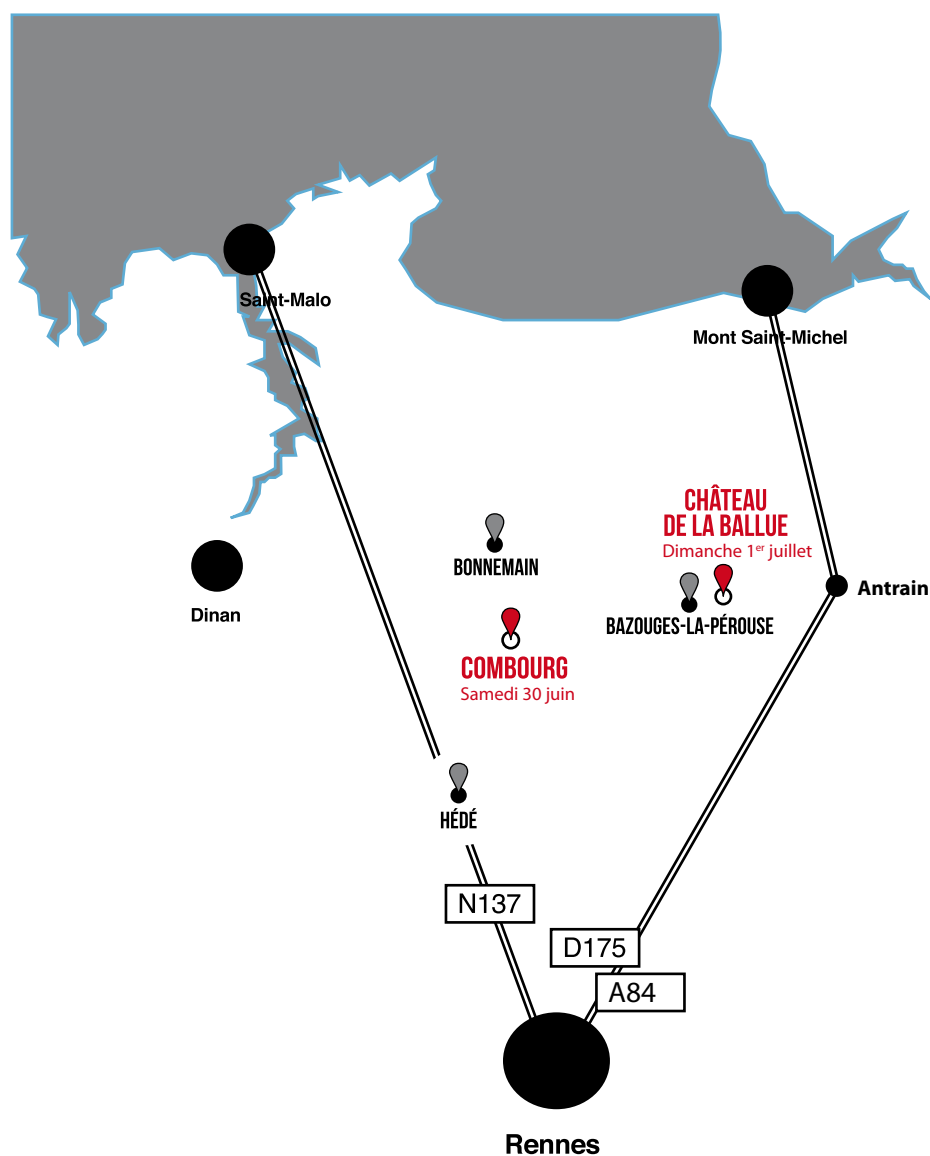 Saint-Malo
Mont Saint-Michel
CHÂTEAU
DE LA BALLUE
Dimanche 1er juillet
BONNEMAIN
Antrain
Dinan
BAZOUGES-LA-PÉROUSE
COMBOURG
Samedi 30 juin
HÉDÉ
N137
D175
A84
Rennes